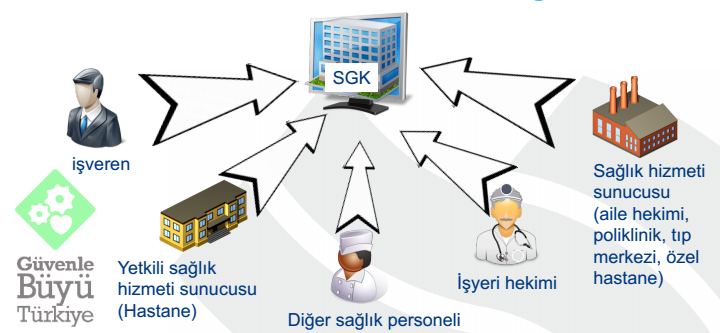 SGK
işveren
Yetkili sağlık
hizmeti sunucusu
(Hastane)
Diğer sağlık personeli
İşyeri hekimi
Sağlık hizmeti
sunucusu
(aile hekimi,
poliklinik, tıp
merkezi, özel
hastane)
Güvenle
Büyü
Türkiye